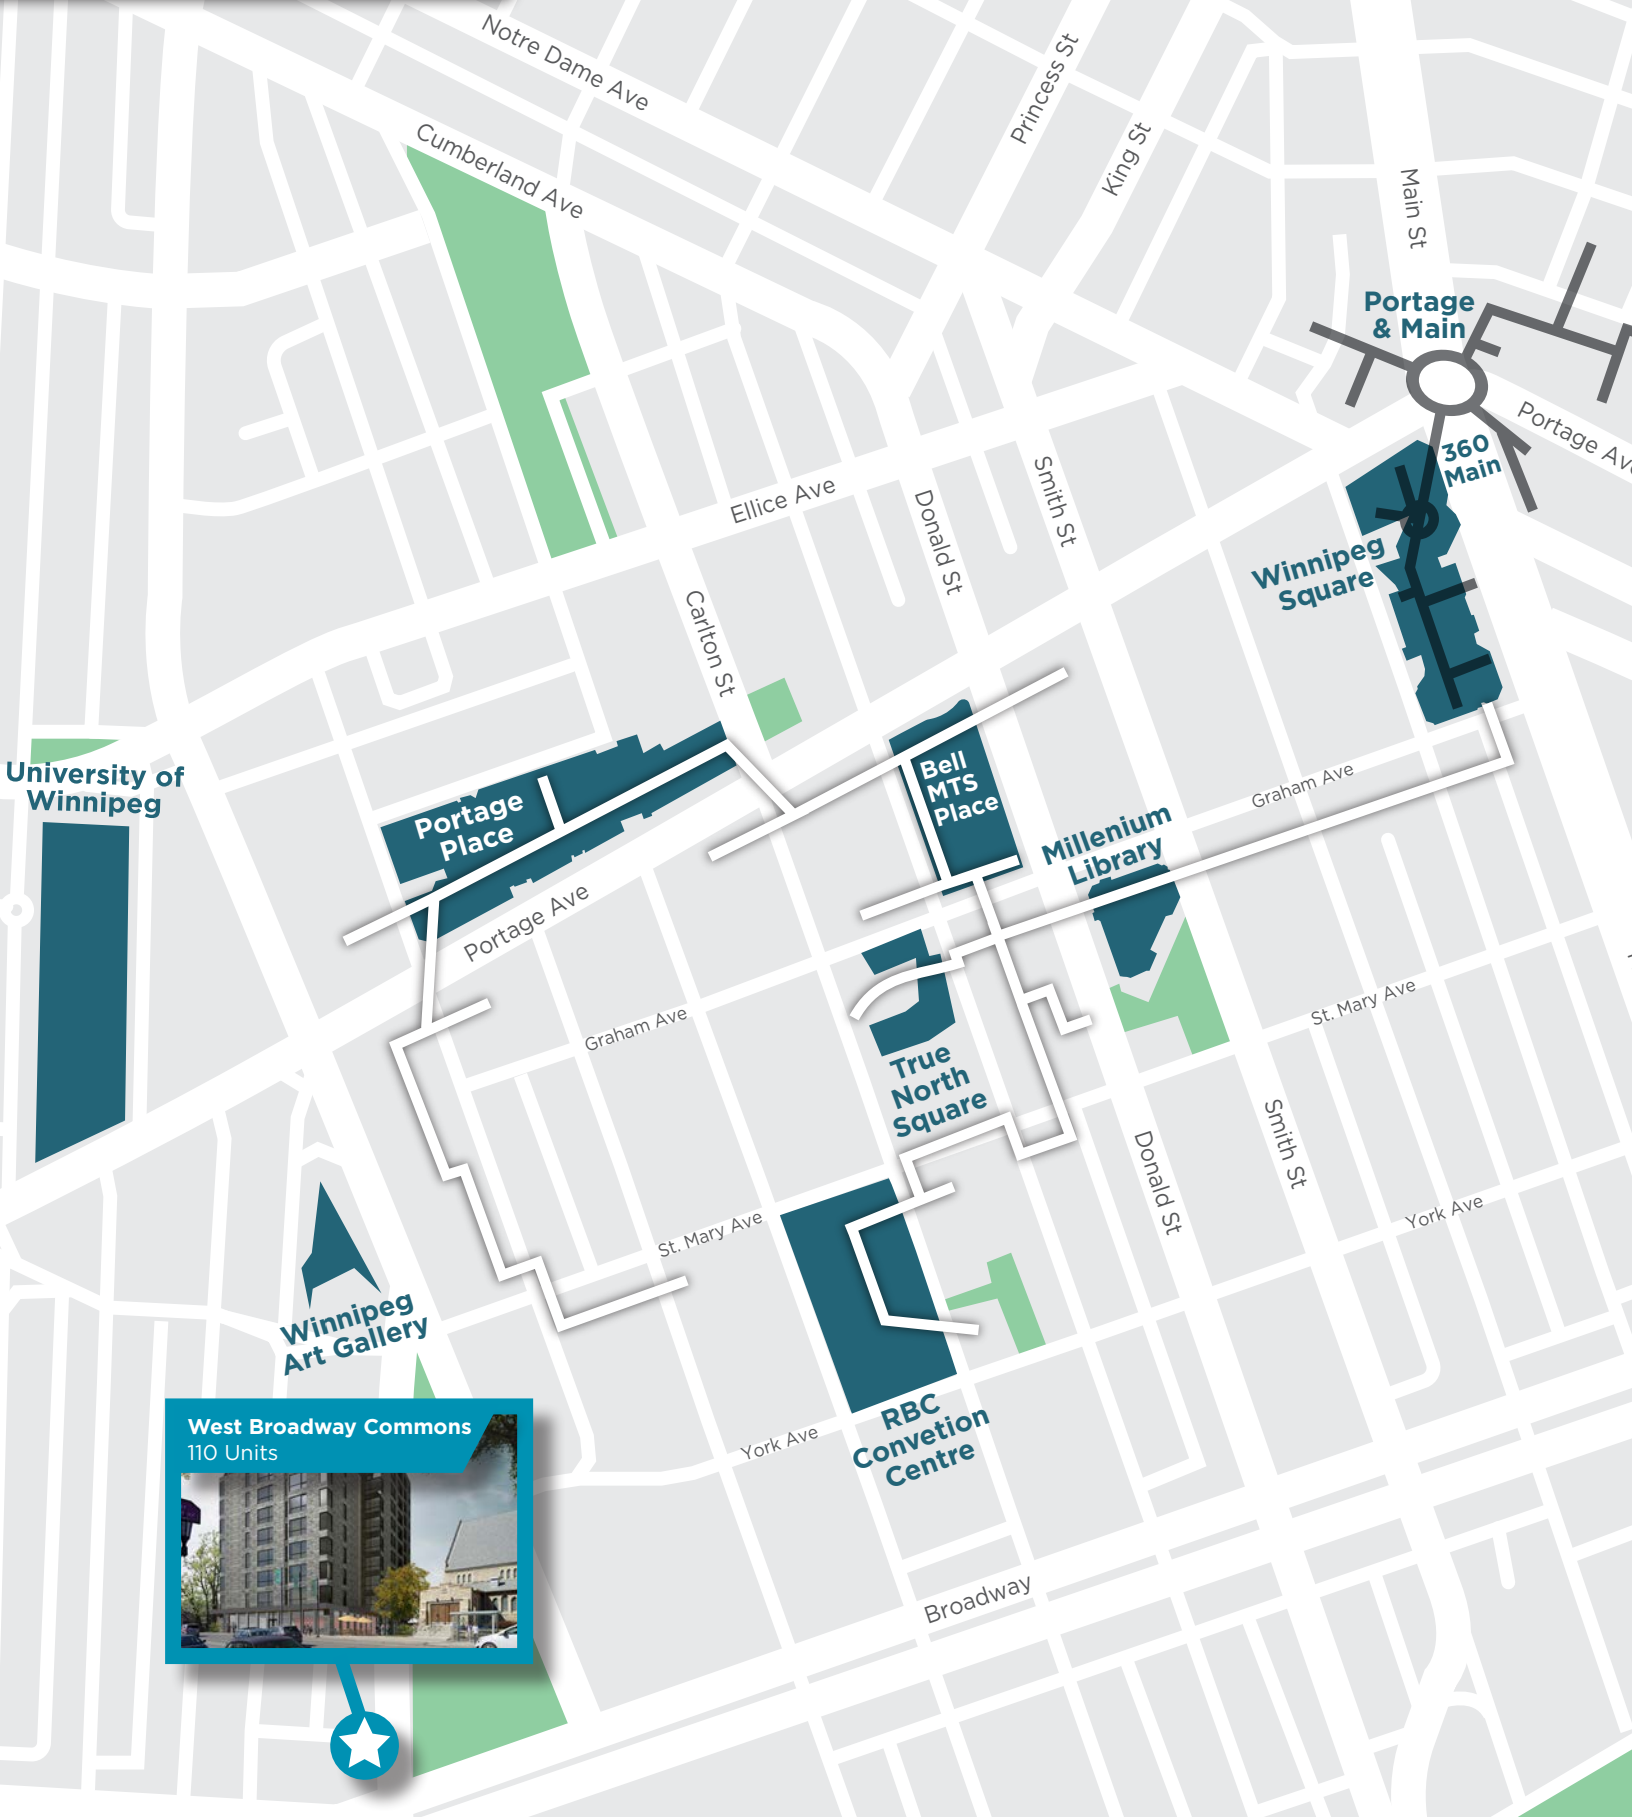 Notre Dame Ave
Princess St
King St
Cumberland Ave
Main St
Portage
& Main
Portage Av
360
Main
Ellice Ave
Donald St
Smith St
Winnipeg
Square
Carlton St
University of
Winnipeg
Portage
Place
Bell
MTS
Place
Graham Ave
Millenium
Library
Portage Ave
Graham Ave
St. Mary Ave
True
North
Square
Donald St
Smith St
St. Mary Ave
York Ave
Winnipeg
Art Gallery
RBC
Convetion
Centre
York Ave
West Broadway Commons
110 Units
Broadway